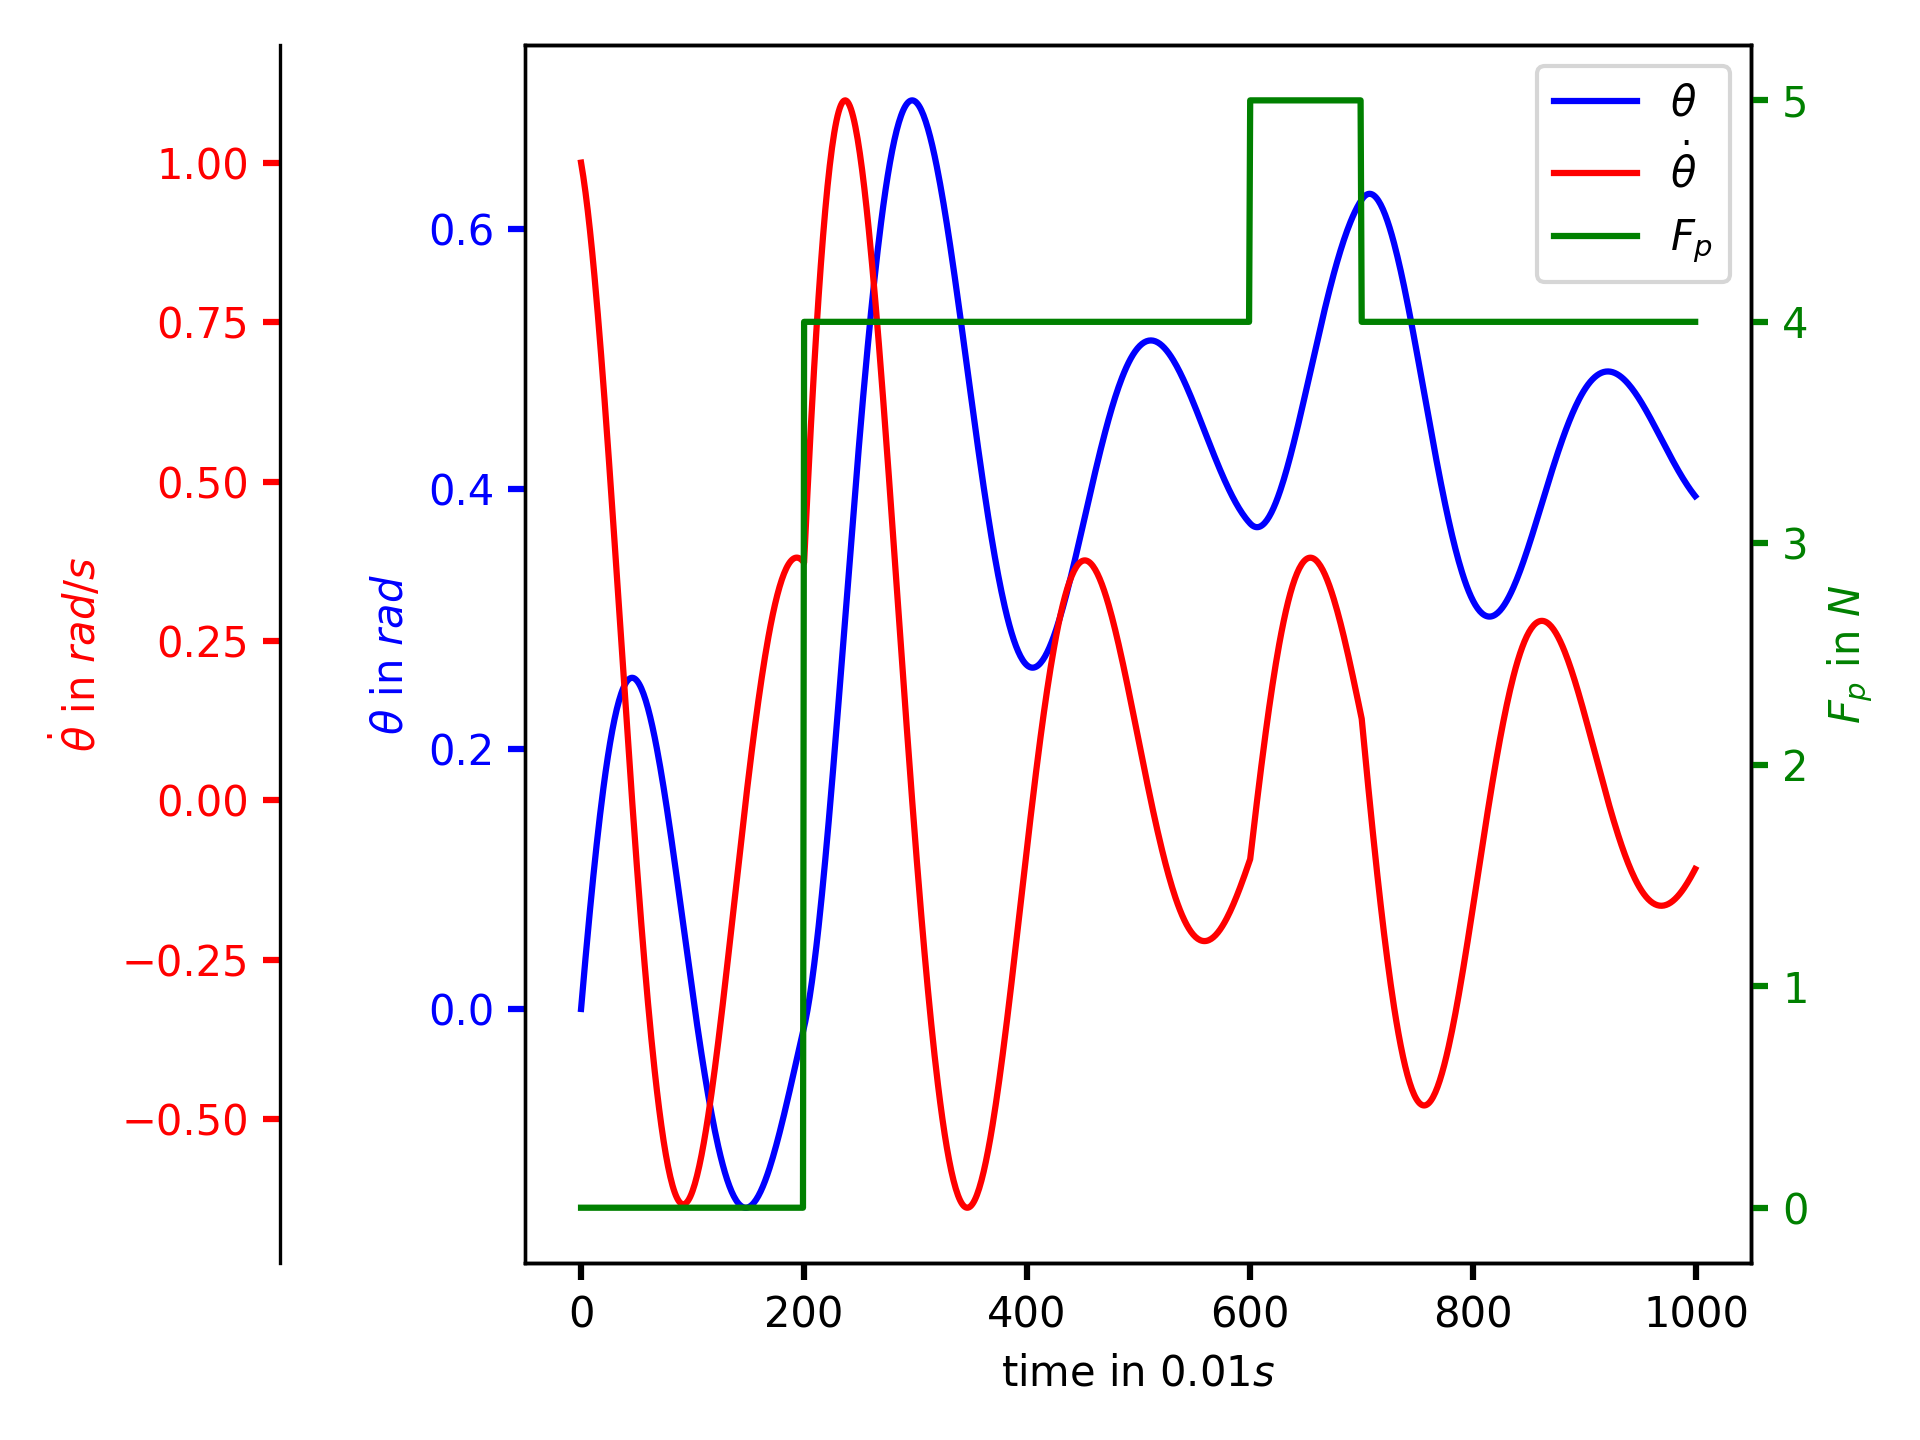 θ̇ in rad/s
1.00
0.75
0.50
0.25
0.00
−0.25
−0.50
θ in rad
0.6
0.4
0.2
0.0
θ
θ̇
F_p
5
4
3
2
1
0
F_p in N
0 200 400 600 800 1000
time in 0.01s